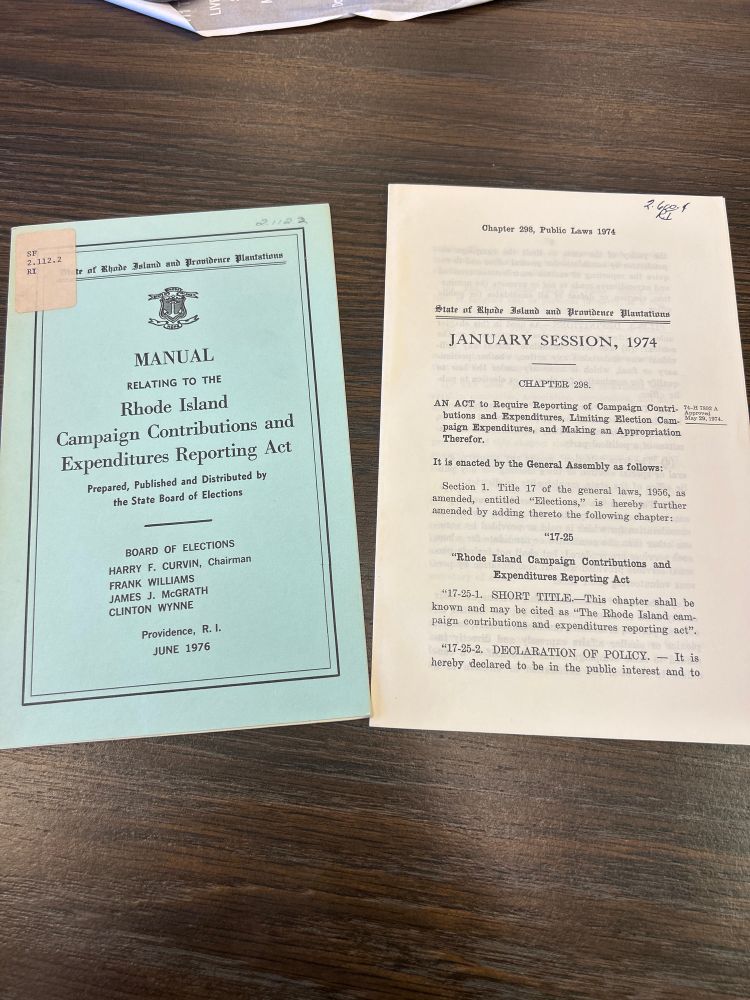 2.112.2
SF
2.112.2
RI
State of Rhode Island and Providence Plantations
MANUAL
RELATING TO THE
Rhode Island
Campaign Contributions and
Expenditures Reporting Act
Prepared, Published and Distributed by
the State Board of Elections
BOARD OF ELECTIONS
HARRY F. CURVIN, Chairman
FRANK WILLIAMS
JAMES J. McGRATH
CLINTON WYNNE
Providence, R. I.
JUNE 1976
RI
Chapter 298, Public Laws 1974
State of Rhode Island and Providence Plantations
JANUARY SESSION, 1974
CHAPTER 298.
AN ACT to Require Reporting of Campaign Contri-
butions and Expenditures, Limiting Election Cam-
paign Expenditures, and Making an Appropriation
Therefor.
74-H 7802 A
Approved
May 29, 1974.
It is enacted by the General Assembly as follows:
Section 1. Title 17 of the general laws, 1956, as
amended, entitled "Elections," is hereby further
amended by adding thereto the following chapter:
"17-25
"Rhode Island Campaign Contributions and
Expenditures Reporting Act
"17-25-1. SHORT TITLE.—This chapter shall be
known and may be cited as "The Rhode Island cam-
paign contributions and expenditures reporting act".
"17-25-2. DECLARATION OF POLICY. — It is
hereby declared to be in the public interest and to